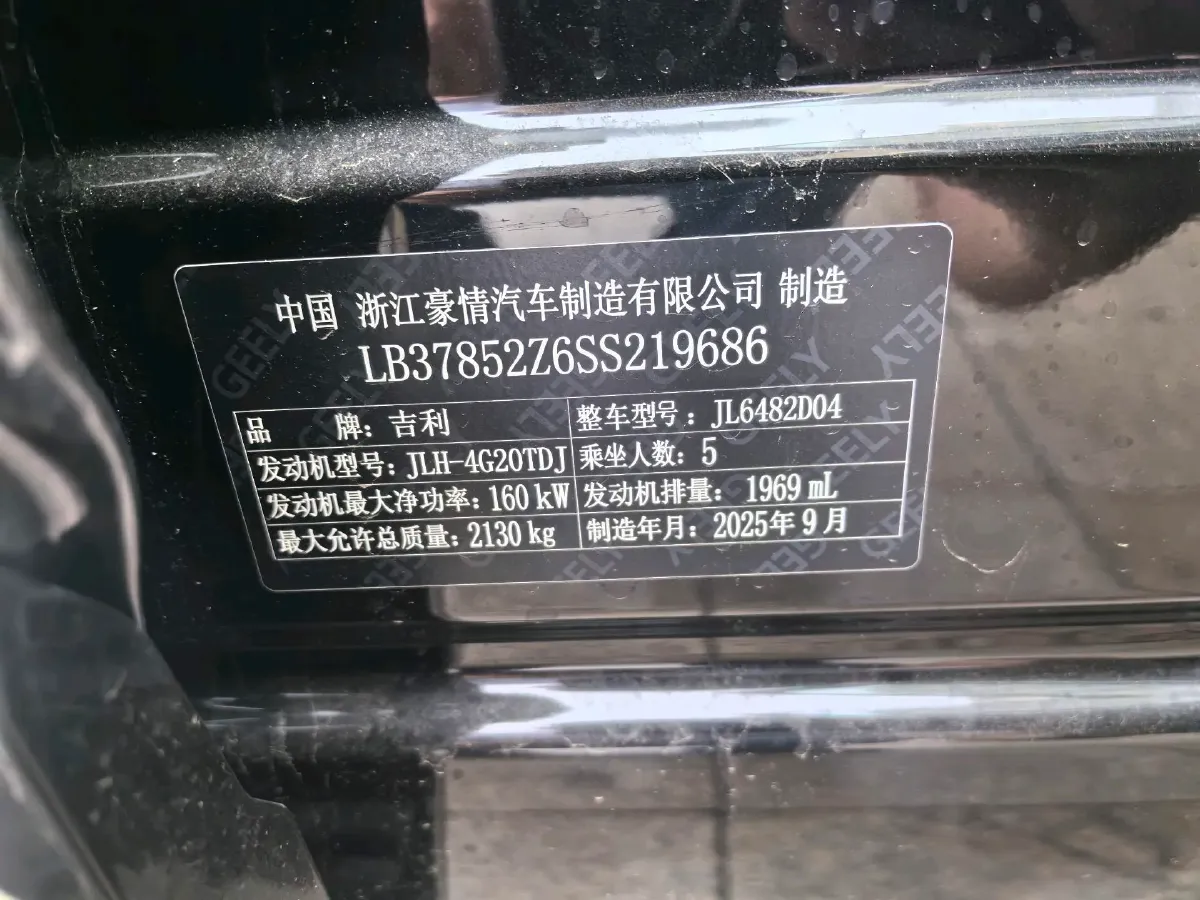 中国 浙江豪情汽车制造有限公司 制造
LB37852Z6SS219686
品 牌：吉利 整车型号：JL6482D04
发动机型号：JLH-4G20TDJ 乘坐人数：5
发动机最大净功率：160 kW 发动机排量：1969 mL
最大允许总质量：2130 kg 制造年月：2025年9月